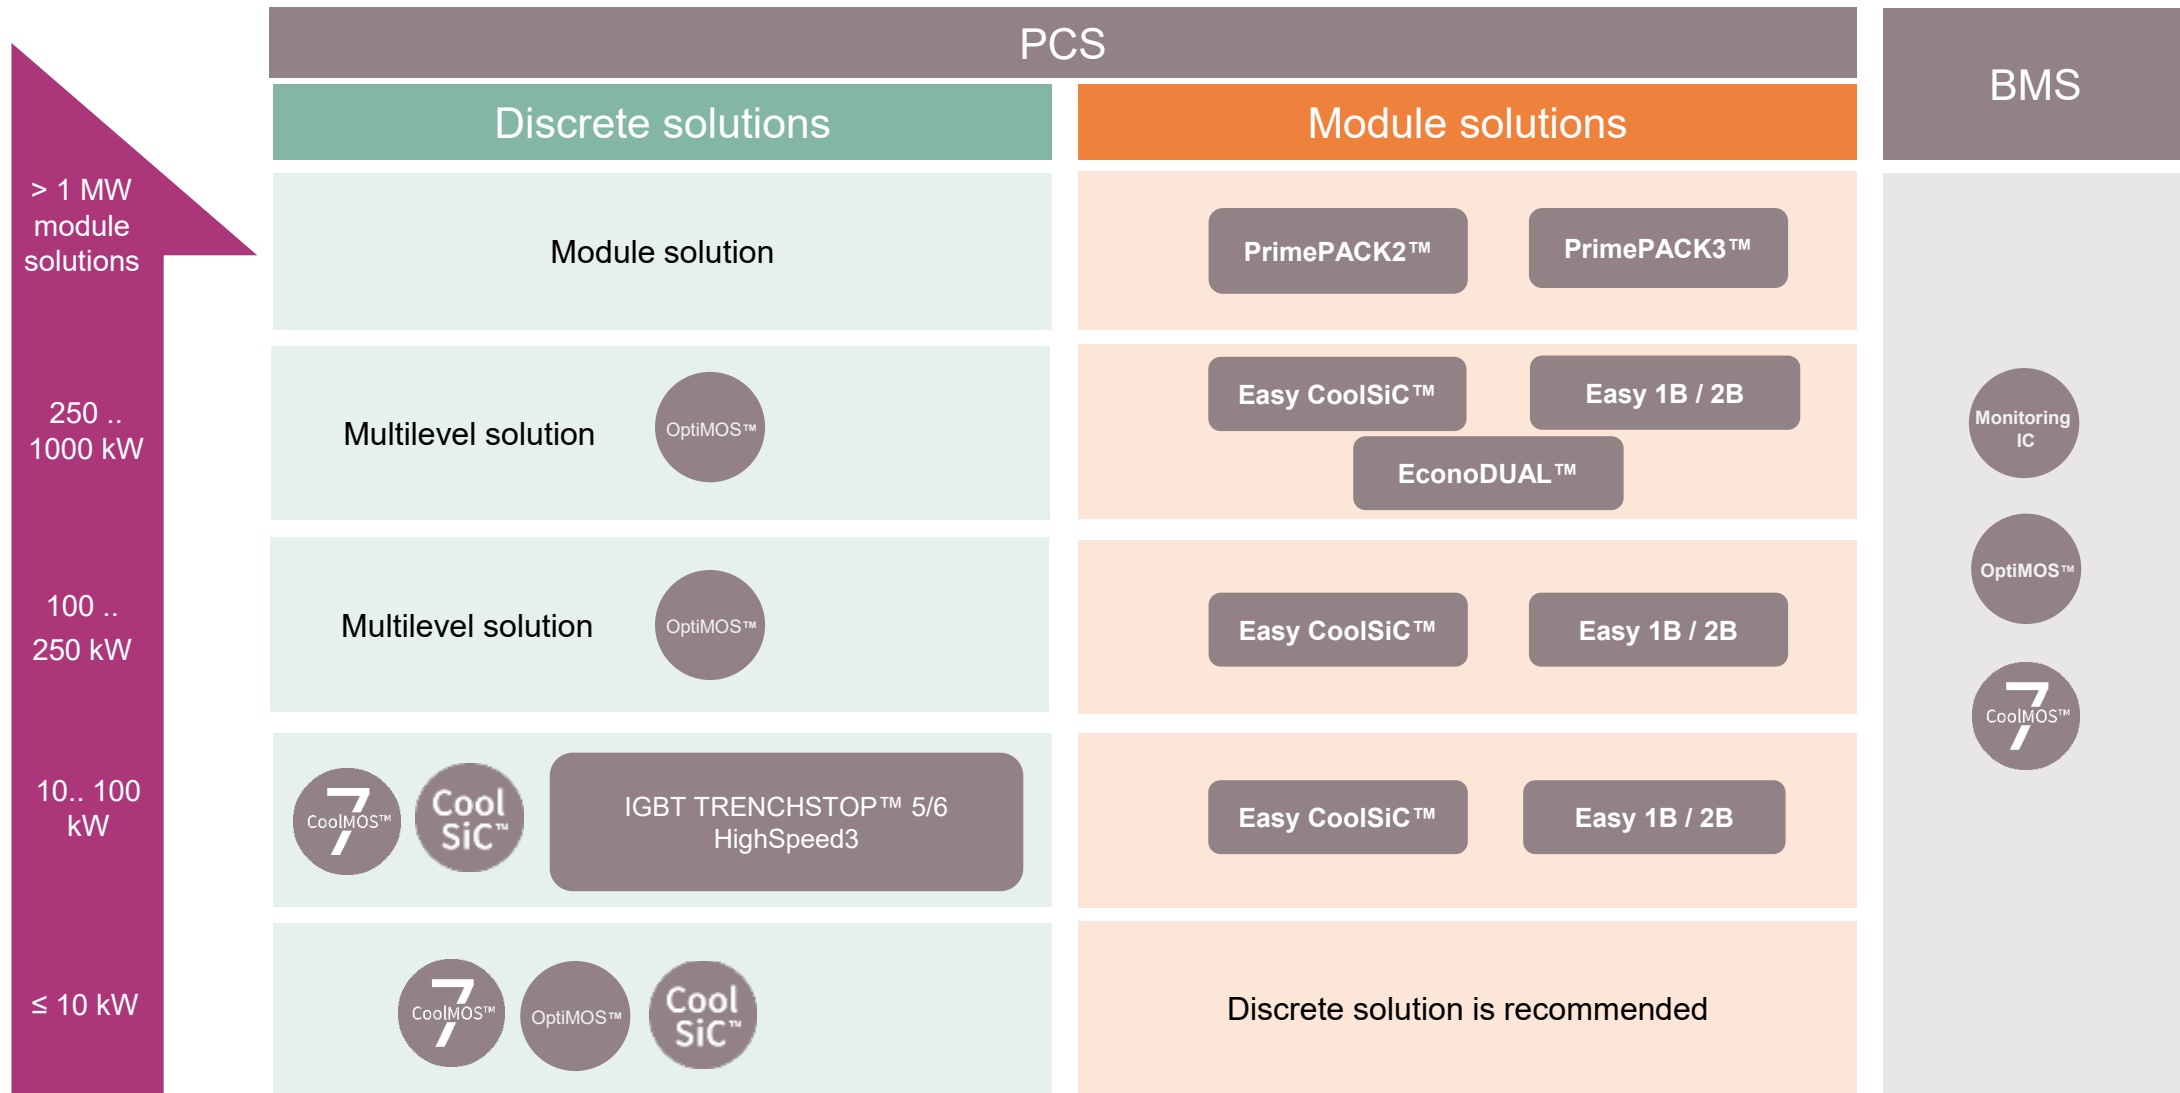 PCS
BMS
Discrete solutions
Module solutions
> 1 MW
module
solutions
Module solution
PrimePACK2™
PrimePACK3™
250 ..
1000 kW
Multilevel solution
OptiMOS™
Easy CoolSiC™
Easy 1B / 2B
EconoDUAL™
100 ..
250 kW
Multilevel solution
OptiMOS™
Easy CoolSiC™
Easy 1B / 2B
10.. 100
kW
7
CoolMOS™
Cool
SiC™
IGBT TRENCHSTOP™ 5/6
HighSpeed3
Easy CoolSiC™
Easy 1B / 2B
≤ 10 kW
7
CoolMOS™
OptiMOS™
Cool
SiC™
Discrete solution is recommended
Monitoring
IC
OptiMOS™
7
CoolMOS™